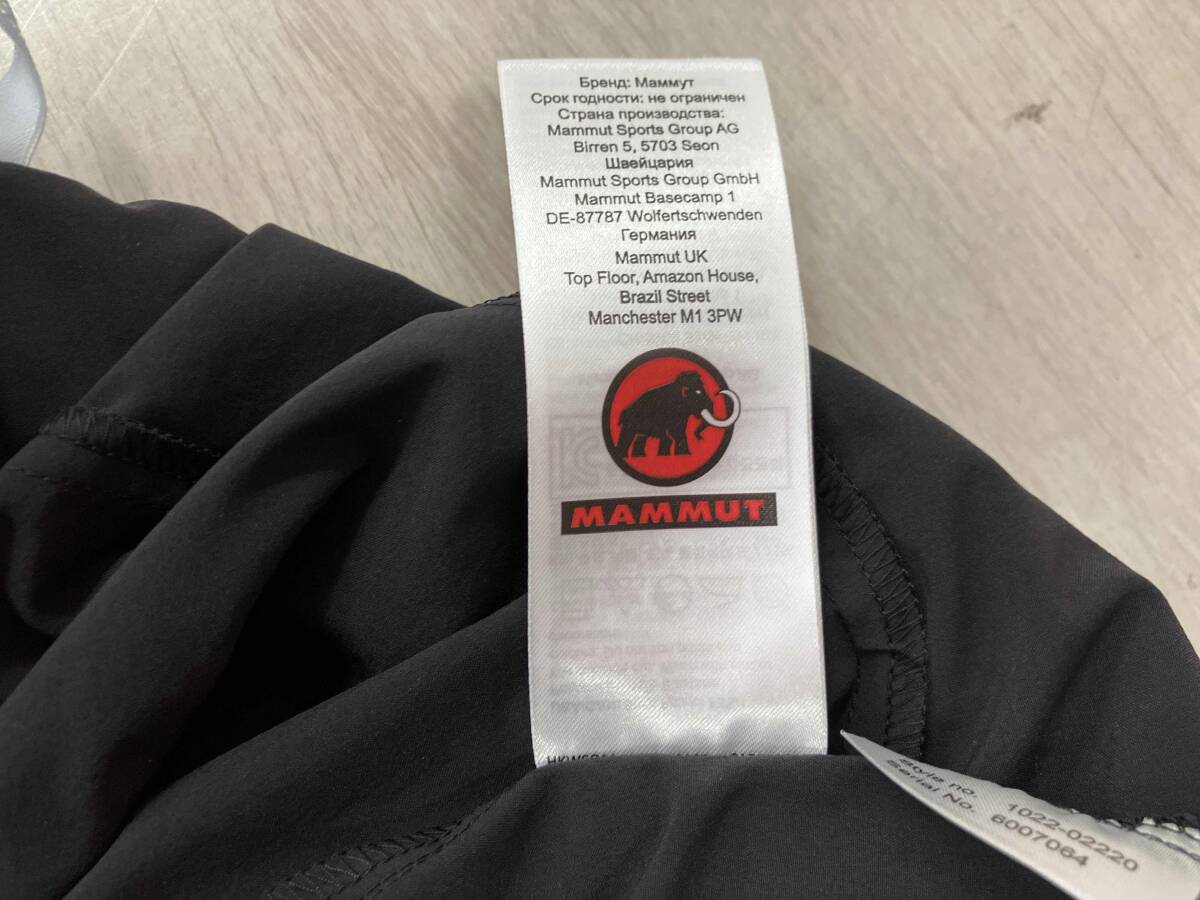 Бренд: Маммут
Срок годности: не ограничен
Страна производства:
Mammut Sports Group AG
Birren 5, 5703 Seon
Швейцария
Mammut Sports Group GmbH
Mammut Basecamp 1
DE-87787 Wolfertschwenden
Германия
Mammut UK
Top Floor, Amazon House,
Brazil Street
Manchester M1 3PW
MAMMUT
Style no. 1022-02220
Serial No. 6007064